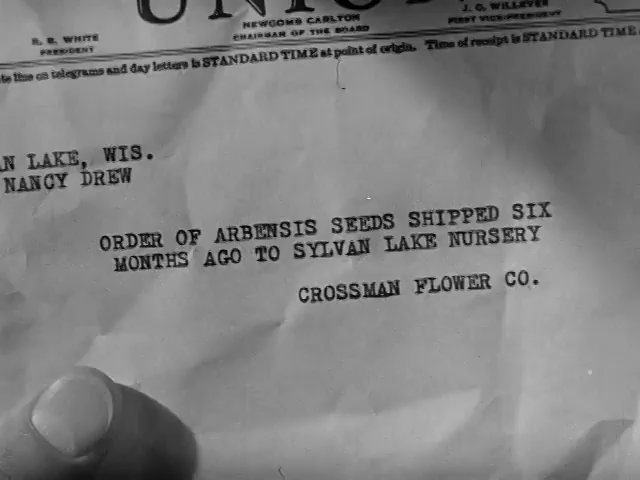 UNIO
R. B. WHITE
PRESIDENT
NEWCOMB CARLTON
CHAIRMAN OF THE BOARD
J. C. WILLEVER
FIRST VICE-PRESIDENT
te line on telegrams and day letters is STANDARD TIME at point of origin. Time of receipt is STANDARD TIME
N LAKE, WIS.
NANCY DREW
ORDER OF ARBENSIS SEEDS SHIPPED SIX
MONTHS AGO TO SYLVAN LAKE NURSERY
CROSSMAN FLOWER CO.